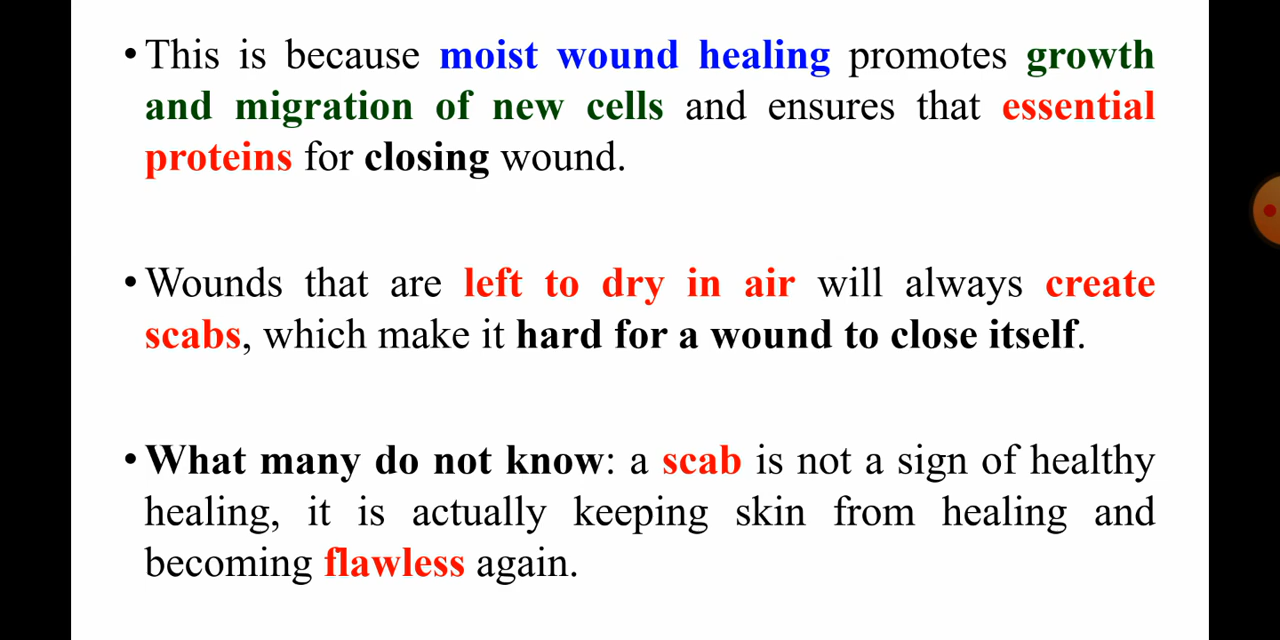 • This is because moist wound healing promotes growth
and migration of new cells and ensures that essential
proteins for closing wound.
• Wounds that are left to dry in air will always create
scabs, which make it hard for a wound to close itself.
• What many do not know: a scab is not a sign of healthy
healing, it is actually keeping skin from healing and
becoming flawless again.